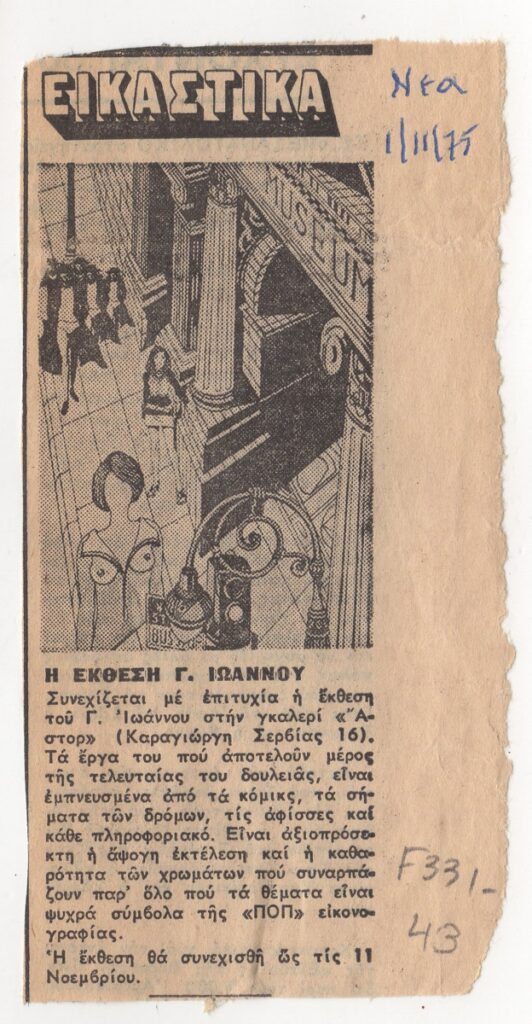 ΕΙΚΑΣΤΙΚΑ
Νεα
1/11/75
MUSEUM
BUS
Η ΕΚΘΕΣΗ Γ. ΙΩΑΝΝΟΥ
Συνεχίζεται μέ ἐπιτυχία ἡ ἔκθεση
τοῦ Γ. Ἰωάννου στήν γκαλερί «Ἄ-
στορ» (Καραγιώργη Σερβίας 16).
Τά ἔργα του πού ἀποτελοῦν μέρος
τῆς τελευταίας του δουλειᾶς, εἶναι
ἐμπνευσμένα ἀπό τά κόμικς, τά σή-
ματα τῶν δρόμων, τίς ἀφίσσες καί
κάθε πληροφοριακό. Εἶναι ἀξιοπρόσε-
κτη ἡ ἄψογη ἐκτέλεση καί ἡ καθα-
ρότητα τῶν χρωμάτων πού συναρπά-
ζουν παρ' ὅλο πού τά θέματα εἶναι
ψυχρά σύμβολα τῆς «ΠΟΠ» εἰκονο-
γραφίας.
Ἡ ἔκθεση θά συνεχισθῆ ὥς τίς 11
Νοεμβρίου.
F331-
43